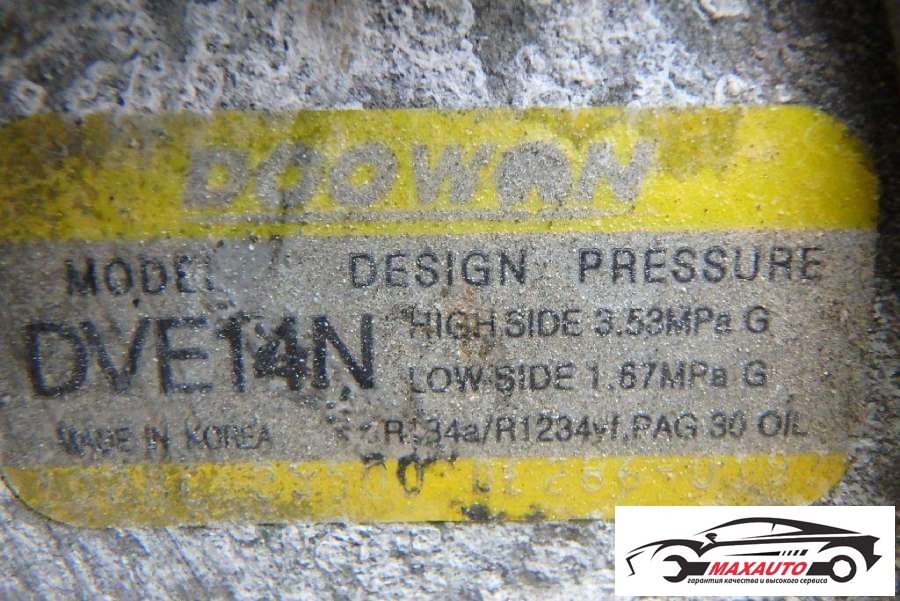 DOOWON
MODEL DESIGN PRESSURE
DVE14N
HIGH SIDE 3.53MPa G
LOW SIDE 1.67MPa G
MADE IN KOREA
R134a/R1234yf.PAG 30 OIL
MAXAUTO
гарантия качества и высокого сервиса